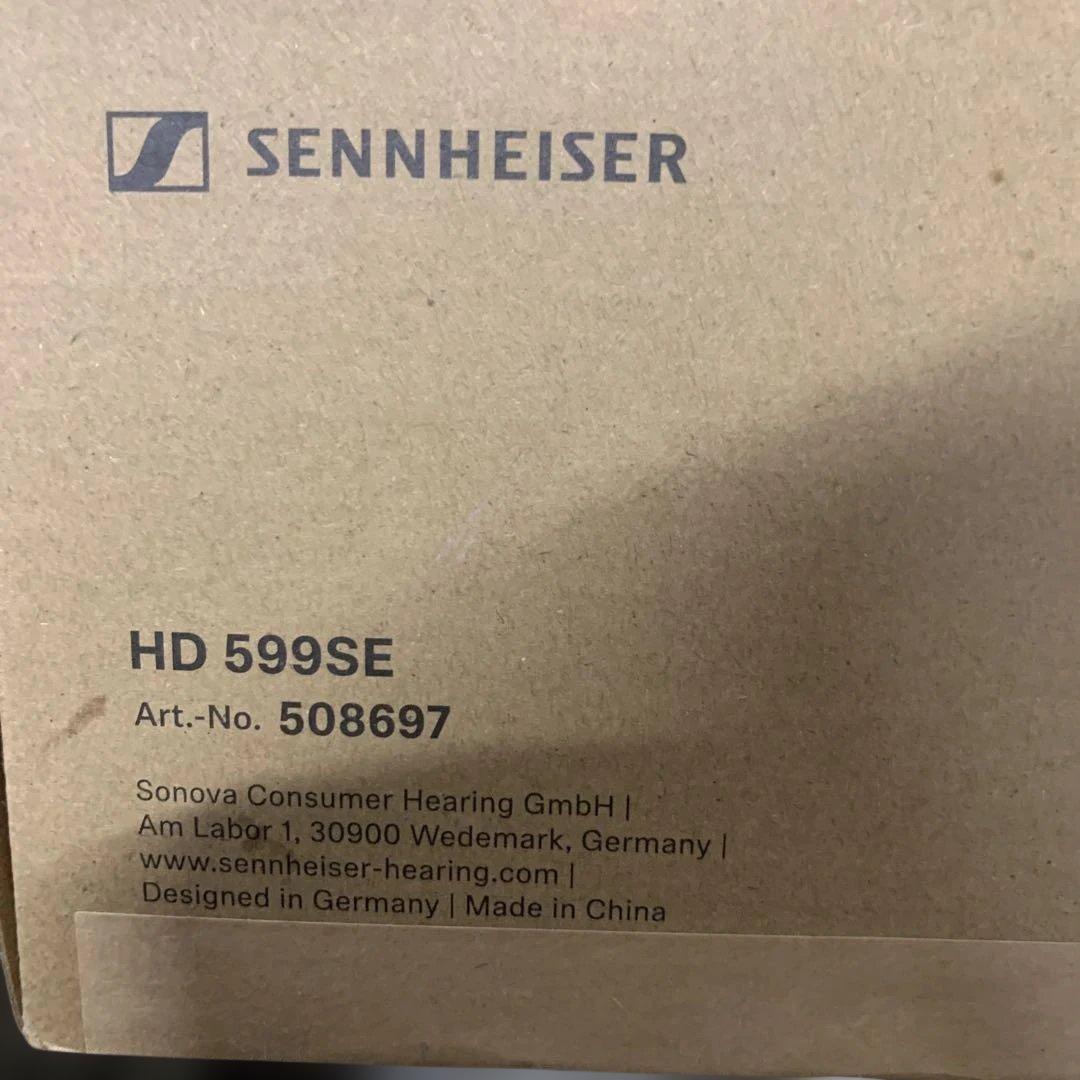 SENNHEISER
HD 599SE
Art.-No. 508697
Sonova Consumer Hearing GmbH |
Am Labor 1, 30900 Wedemark, Germany |
www.sennheiser-hearing.com |
Designed in Germany | Made in China